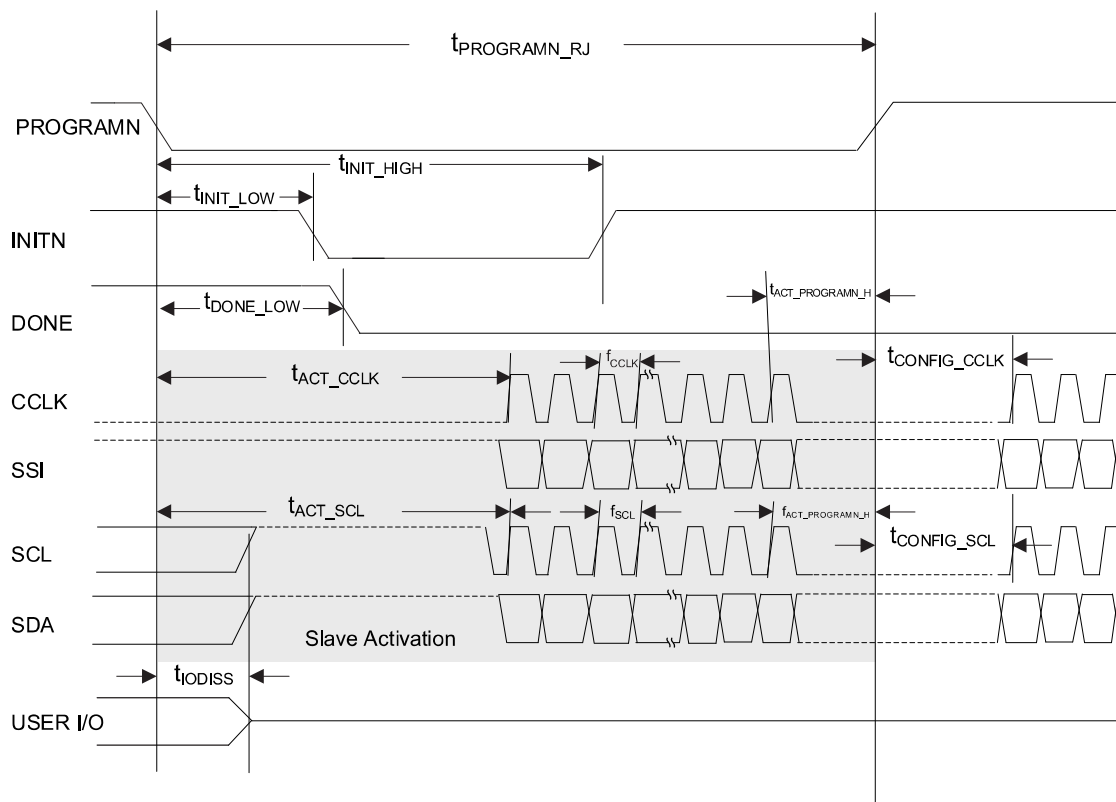 tPROGRAMN_RJ
PROGRAMN
tINIT_HIGH
tINIT_LOW
INITN
tDONE_LOW
tACT_PROGRAMN_H
DONE
tACT_CCLK
fCCLK
tCONFIG_CCLK
CCLK
SSI
tACT_SCL
fSCL
fACT_PROGRAMN_H
tCONFIG_SCL
SCL
SDA
Slave Activation
tIODISS
USER I/O